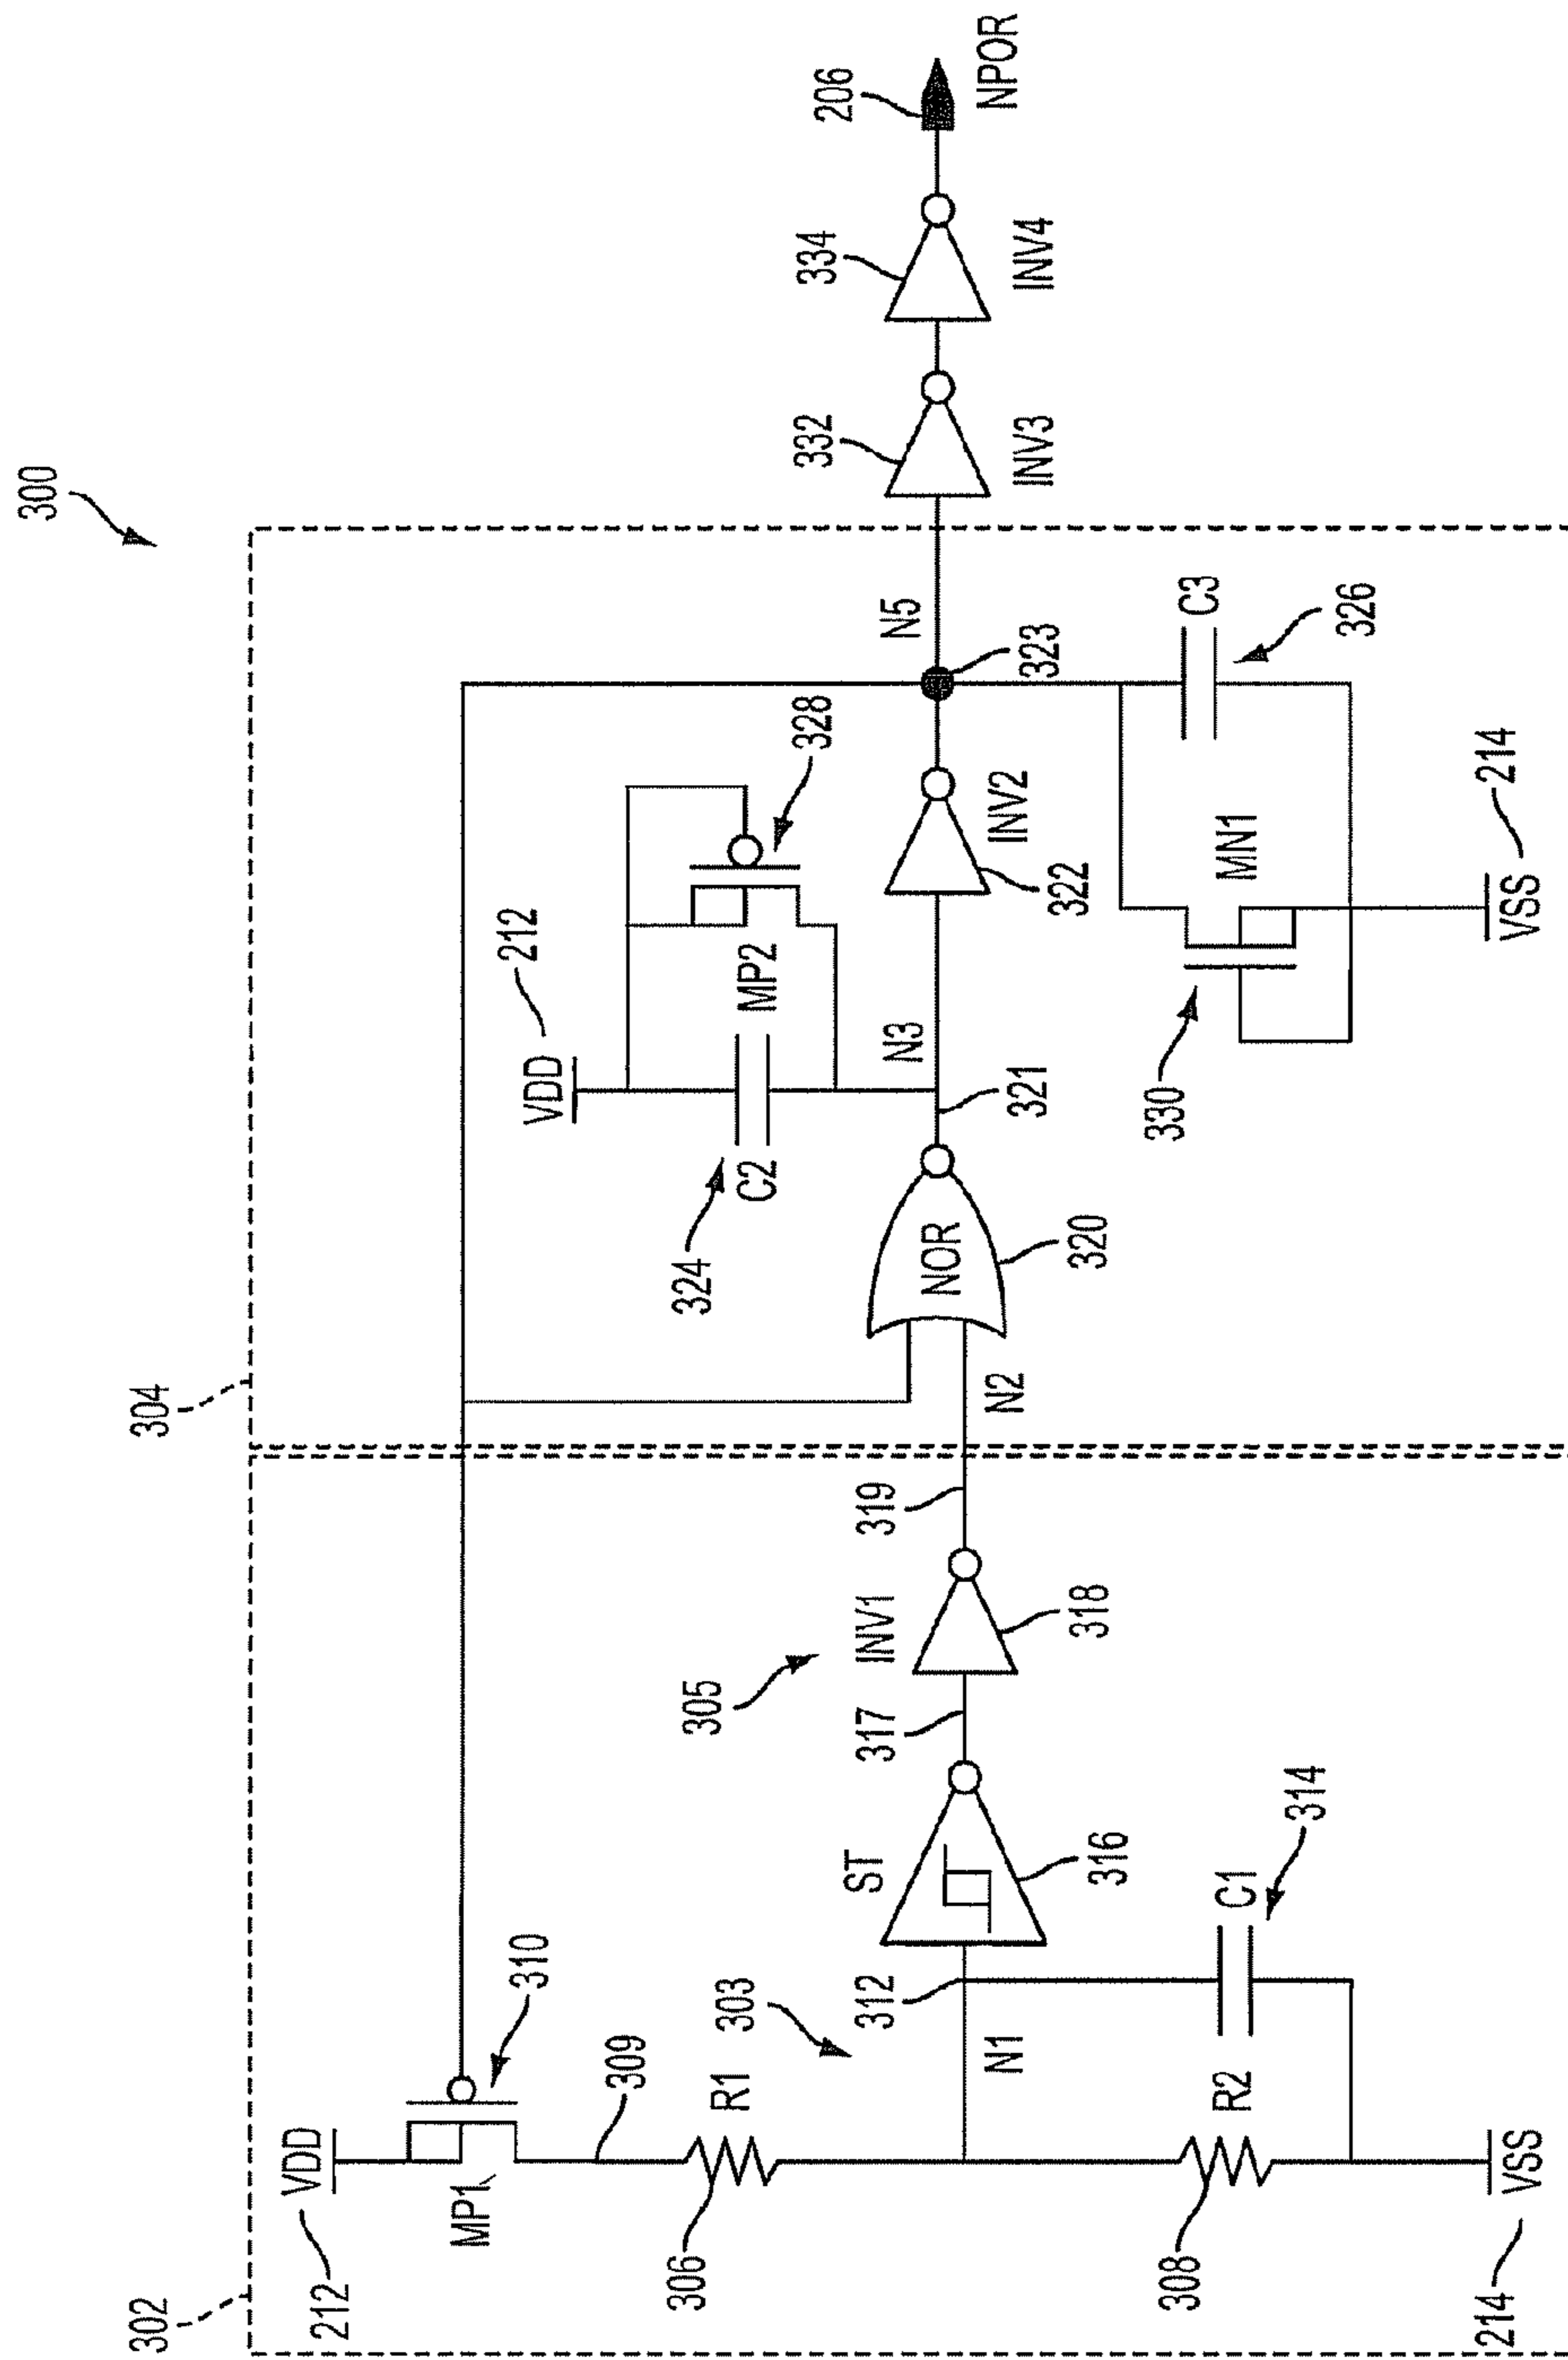 300
302
304
212
VDD
MP1
310
309
306
R1
303
312
N1
308
R2
C1
314
VSS
214
ST
316
317
305
INV1
318
319
N2
NOR
320
324
C2
VDD
212
MP2
328
N3
321
322
INV2
N5
323
330
MN1
C3
326
VSS
214
332
INV3
334
INV4
206
NPOR